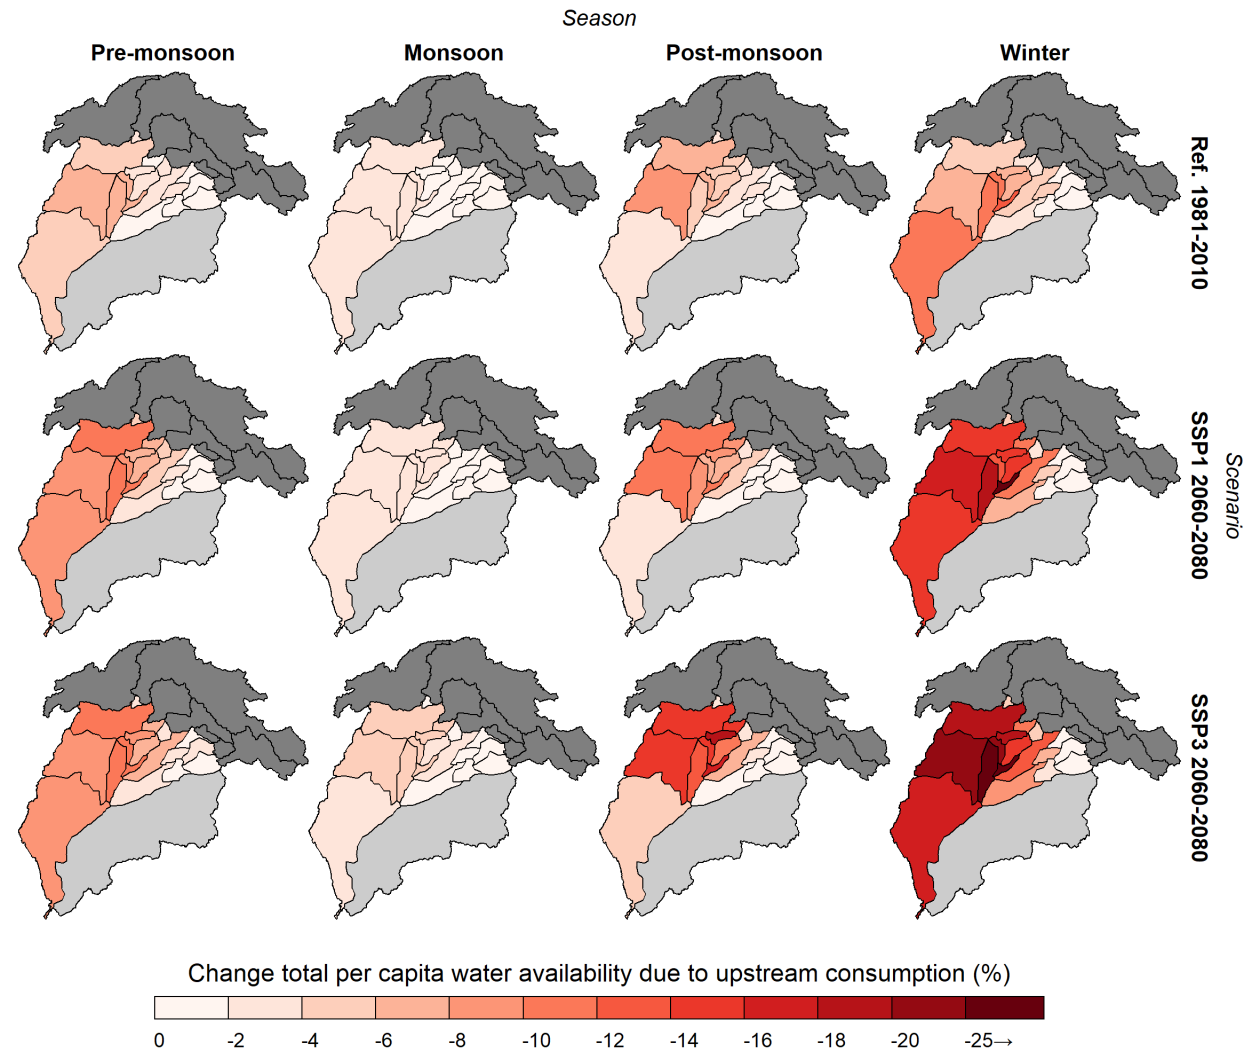 Season
Pre-monsoon Monsoon Post-monsoon Winter
Ref. 1981-2010
SSP1 2060-2080
Scenario
SSP3 2060-2080
Change total per capita water availability due to upstream consumption (%)
0 -2 -4 -6 -8 -10 -12 -14 -16 -18 -20 -25→